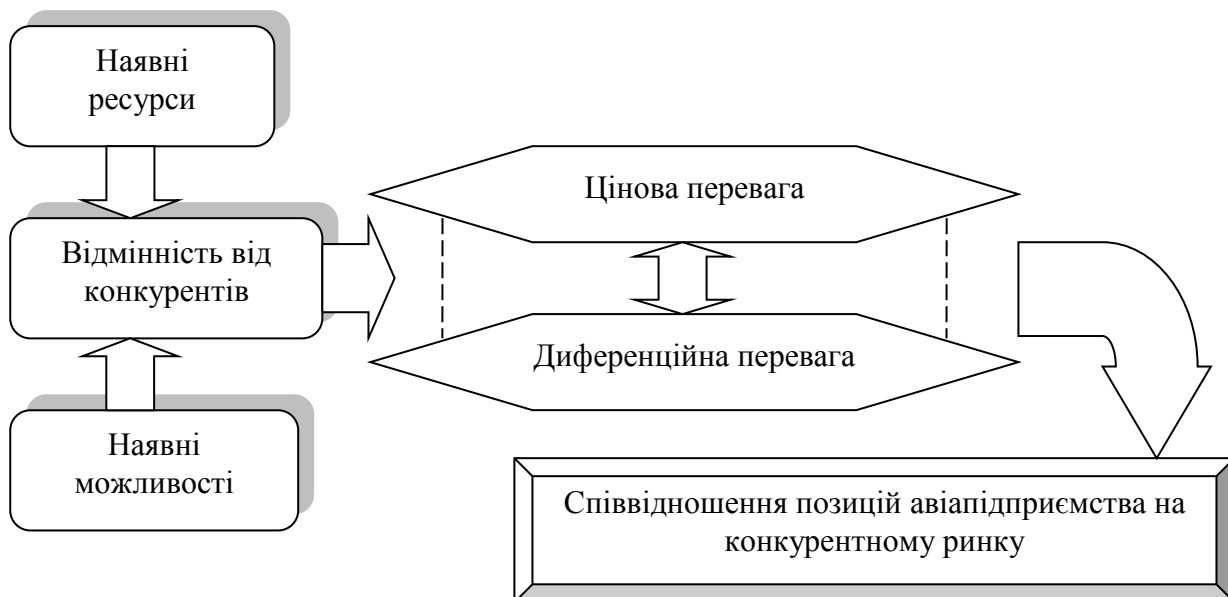 Наявні
ресурси
Відмінність від
конкурентів
Наявні
можливості
Цінова перевага
Диференційна перевага
Співвідношення позицій авіапідприємства на
конкурентному ринку